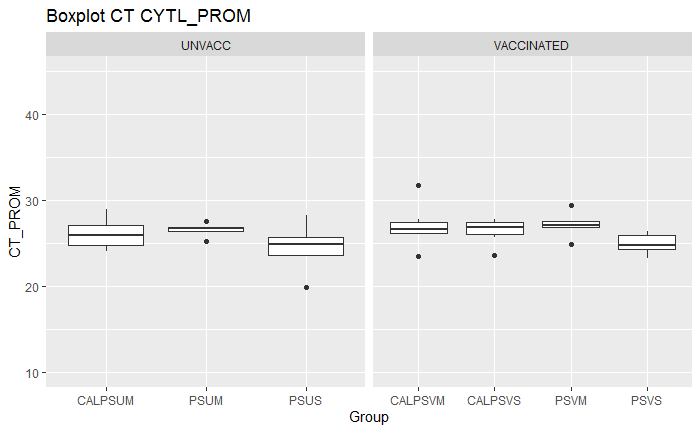 Boxplot CT CYTL_PROM
UNVACC VACCINATED
CT_PROM
40
30
20
10
CALPSUM PSUM PSUS CALPSVM CALPSVS PSVM PSVS
Group